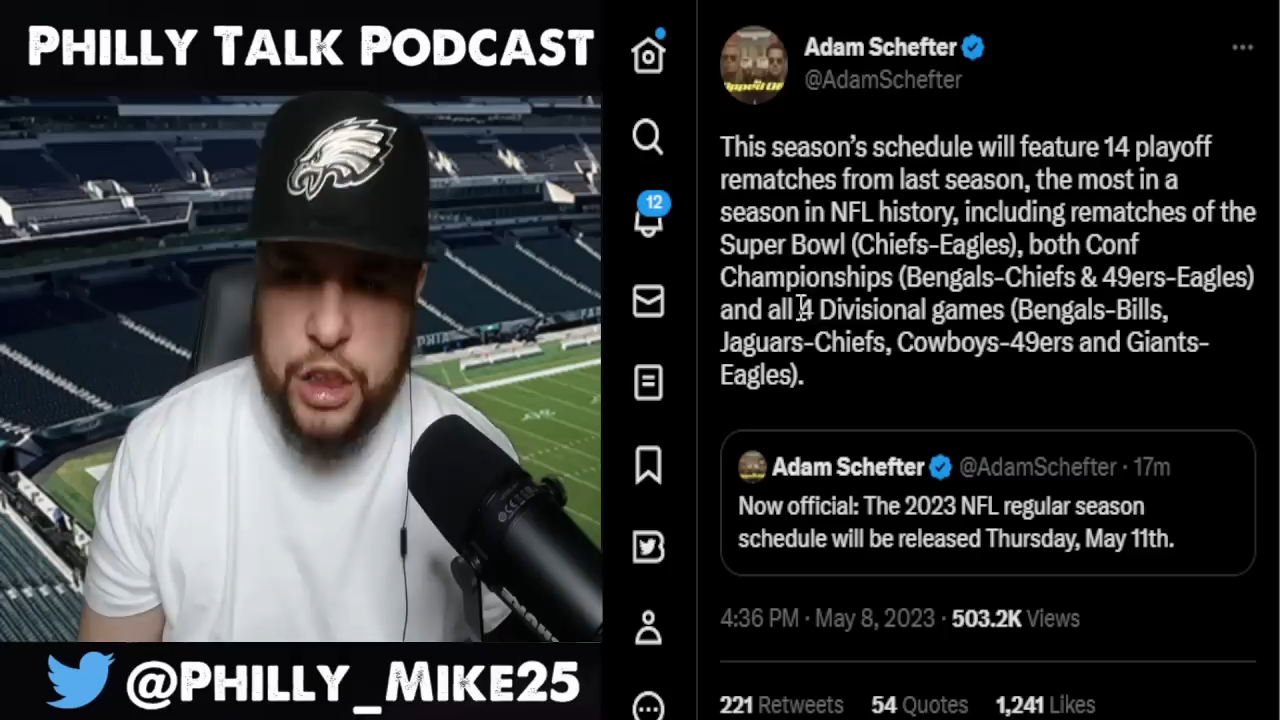 PHILLY TALK PODCAST
@PHILLY_MIKE25
12
Adam Schefter
@AdamSchefter
This season's schedule will feature 14 playoff
rematches from last season, the most in a
season in NFL history, including rematches of the
Super Bowl (Chiefs-Eagles), both Conf
Championships (Bengals-Chiefs & 49ers-Eagles)
and all 4 Divisional games (Bengals-Bills,
Jaguars-Chiefs, Cowboys-49ers and Giants-
Eagles).
Adam Schefter @AdamSchefter · 17m
Now official: The 2023 NFL regular season
schedule will be released Thursday, May 11th.
4:36 PM · May 8, 2023 · 503.2K Views
221 Retweets 54 Quotes 1,241 Likes